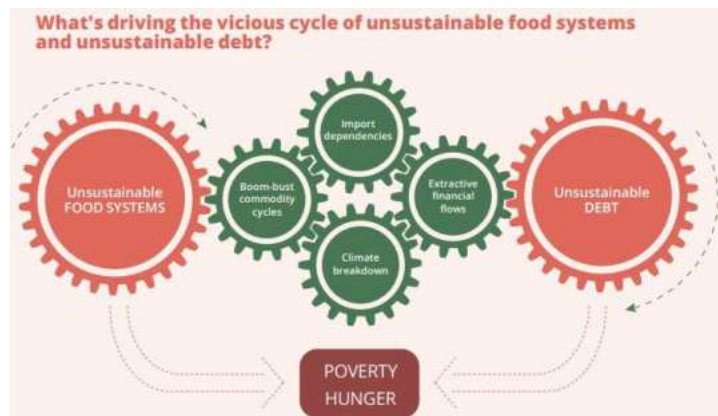 What's driving the vicious cycle of unsustainable food systems
and unsustainable debt?
Import
dependencies
Unsustainable
FOOD SYSTEMS
Boom-bust
commodity
cycles
Extractive
financial
flows
Unsustainable
DEBT
Climate
breakdown
POVERTY
HUNGER